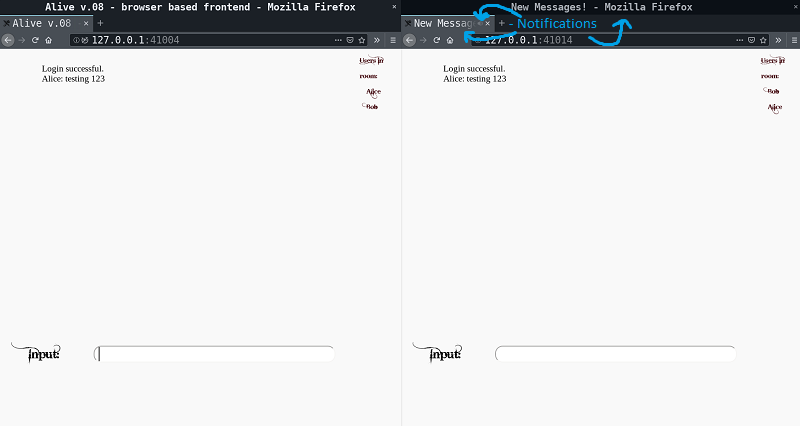 Alive v.08 - browser based frontend - Mozilla Firefox
Alive v.08
127.0.0.1:41004
Login successful.
Alice: testing 123
Users in
room:
Alice
Bob
Input:
New Messages! - Mozilla Firefox
New Messag
- Notifications
127.0.0.1:41014
Login successful.
Alice: testing 123
Users in
room:
Bob
Alice
Input: